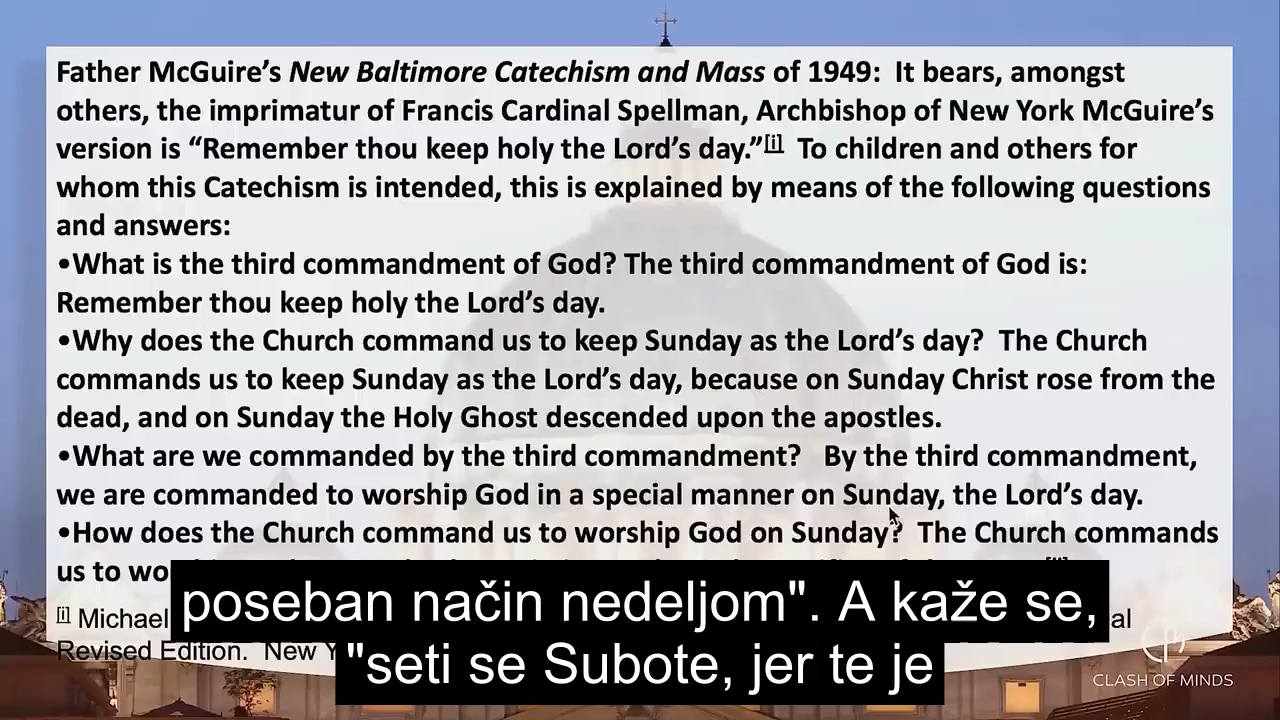 Father McGuire's New Baltimore Catechism and Mass of 1949:  It bears, amongst
others, the imprimatur of Francis Cardinal Spellman, Archbishop of New York McGuire's
version is “Remember thou keep holy the Lord's day.”[i]  To children and others for
whom this Catechism is intended, this is explained by means of the following questions
and answers:
•What is the third commandment of God? The third commandment of God is:
Remember thou keep holy the Lord's day.
•Why does the Church command us to keep Sunday as the Lord's day?  The Church
commands us to keep Sunday as the Lord's day, because on Sunday Christ rose from the
dead, and on Sunday the Holy Ghost descended upon the apostles.
•What are we commanded by the third commandment?   By the third commandment,
we are commanded to worship God in a special manner on Sunday, the Lord's day.
•How does the Church command us to worship God on Sunday?  The Church commands
us to
[i] Michael
Revised Edition.  New
poseban način nedeljom". A kaže se,
"seti se Subote, jer te je
CLASH OF MINDS